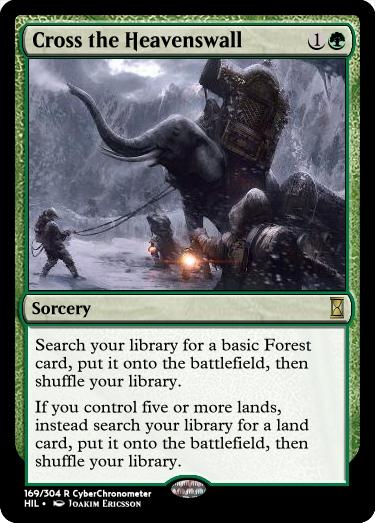 Cross the Heavenswall 1
Sorcery
Search your library for a basic Forest
card, put it onto the battlefield, then
shuffle your library.
If you control five or more lands,
instead search your library for a land
card, put it onto the battlefield, then
shuffle your library.
169/304 R CyberChronometer
HIL • Joakim Ericsson